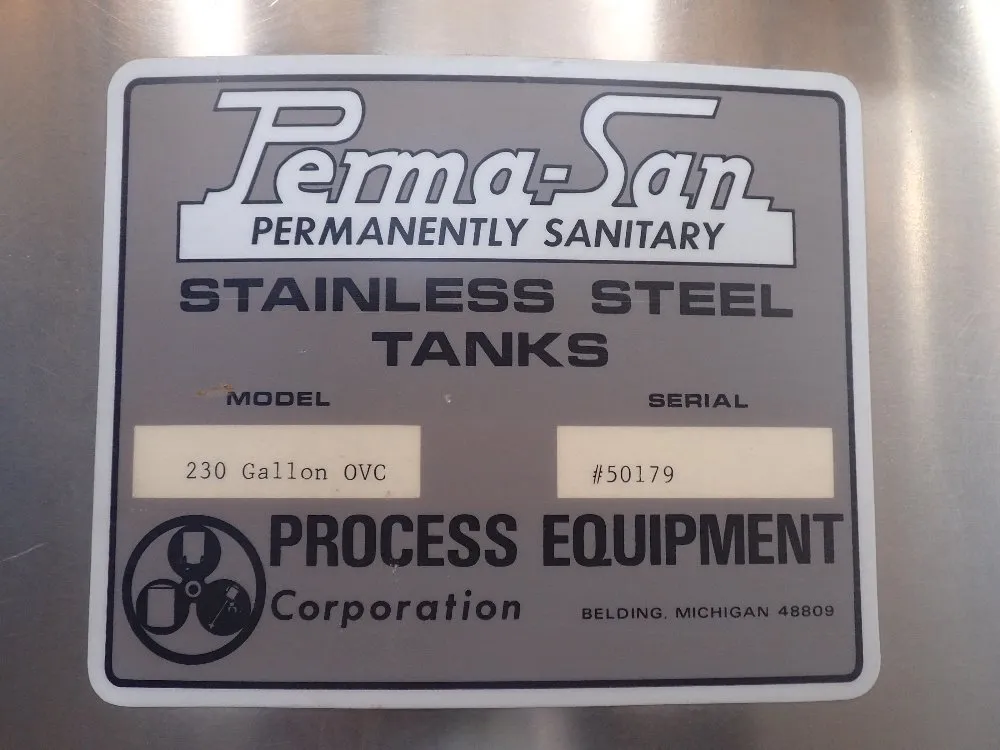 Perma-San
PERMANENTLY SANITARY
STAINLESS STEEL
TANKS
MODEL SERIAL
230 Gallon OVC #50179
PROCESS EQUIPMENT
Corporation BELDING, MICHIGAN 48809